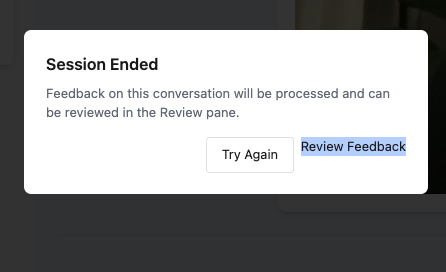 Session Ended
Feedback on this conversation will be processed and can
be reviewed in the Review pane.
Try Again
Review Feedback